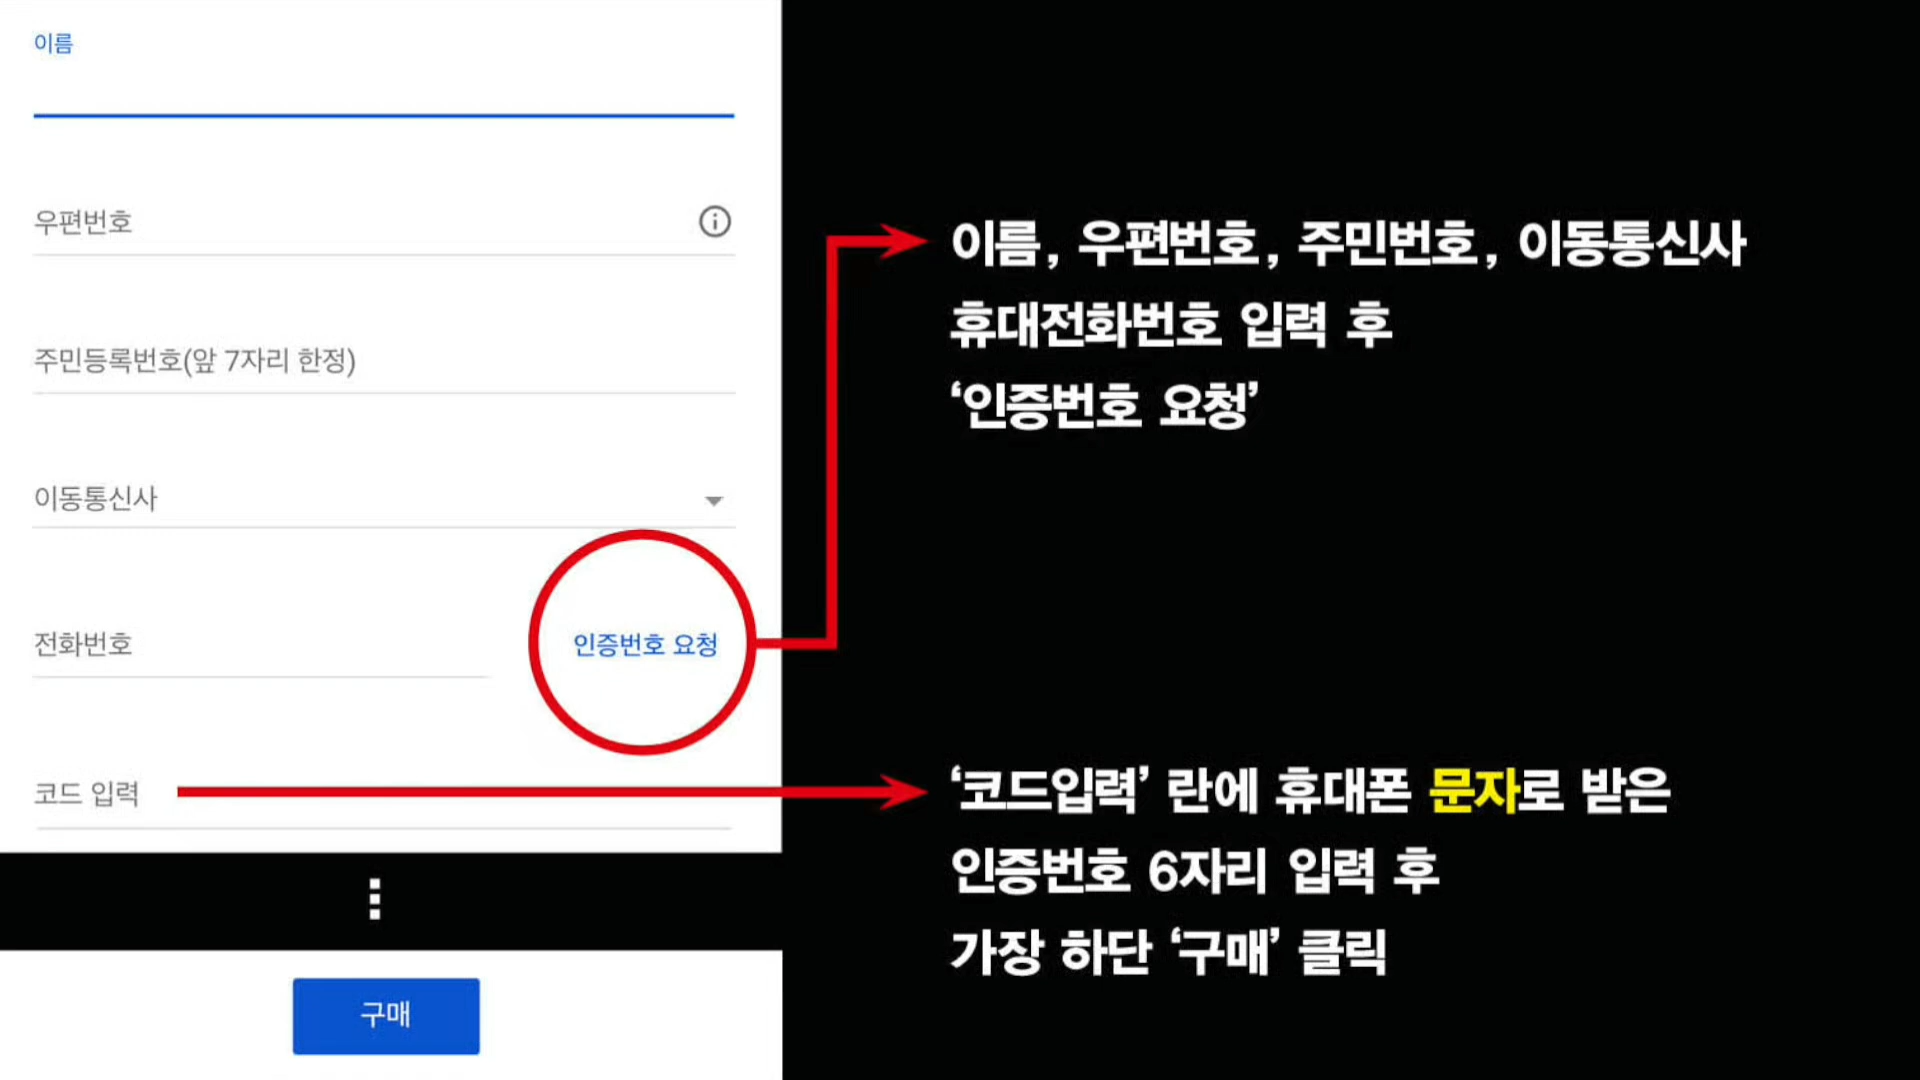 이름
우편번호
주민등록번호(앞 7자리 한정)
이동통신사
전화번호
인증번호 요청
코드 입력
구매
이름, 우편번호, 주민번호, 이동통신사
휴대전화번호 입력 후
‘인증번호 요청’
‘코드입력’ 란에 휴대폰 문자로 받은
인증번호 6자리 입력 후
가장 하단 ‘구매’ 클릭